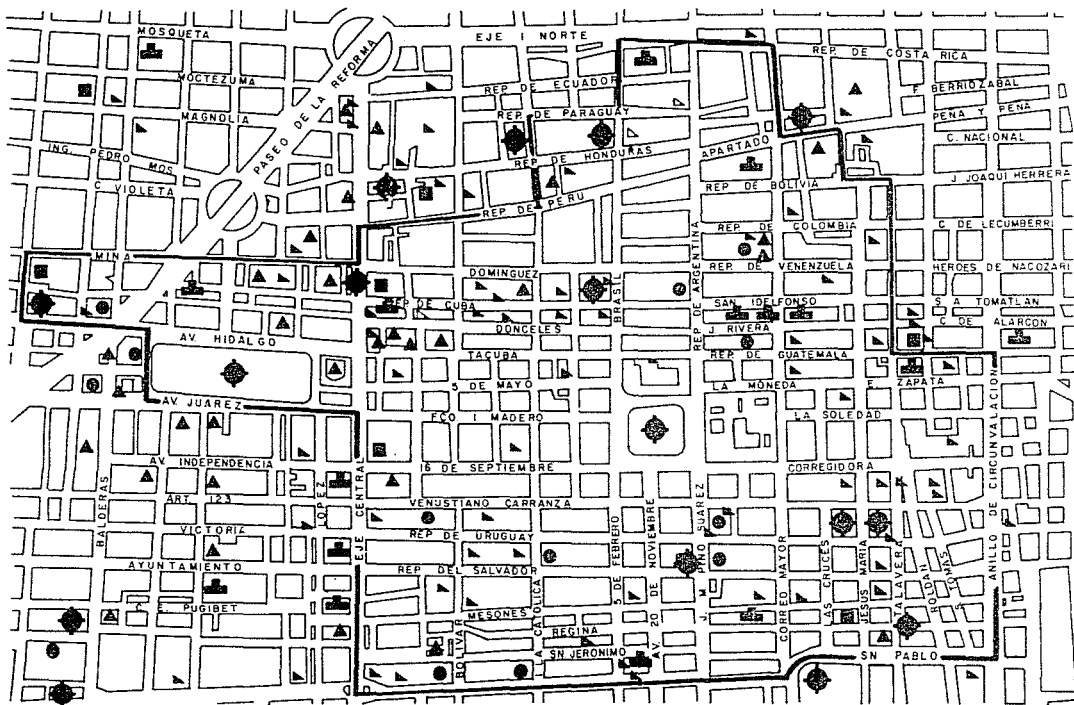 MOSQUETA
EJE I NORTE
REP. DE COSTA RICA
MOCTEZUMA
PASEO DE LA REFORMA
REP. DE ECUADOR
F. BERRIOZABAL
MAGNOLIA
REP. DE PARAGUAY
PEÑA Y PEÑA
C. NACIONAL
ING. PEDRO MOS.
REP. DE HONDURAS
APARTADO
C. VIOLETA
REP. DE BOLIVIA
J. JOAQUI HERRERA
REP. DE PERU
REP. DE COLOMBIA
C DE LECUMBERRI
MINA
DOMINGUEZ
REP. DE VENENZUELA
HEROES DE NACOZARI
REP. DE CUBA
BRASIL
REP. DE ARGENTINA
SAN IDELFONSO
S. A. TOMATLAN
DONCELES
J. RIVERA
C. DE ALARCON
AV. HIDALGO
TACUBA
REP. DE GUATEMALA
5 DE MAYO
LA MONEDA
E. ZAPATA
AV. JUAREZ
FCO I MADERO
LA SOLEDAD
AV. INDEPENDENCIA
16 DE SEPTIEMBRE
CORREGIDORA
BALDERAS
ART. 123
LOPEZ
EJE CENTRAL
VENUSTIANO CARRANZA
VICTORIA
REP. DE URUGUAY
5 DE FEBRERO
AV. 20 DE NOVIEMBRE
J. M. PINO SUAREZ
CORREO MAYOR
LAS CRUCES
JESUS MARIA
TALAVERA
ROLDAN
S. TOMAS
ANILLO DE CIRCUNVALACION
AYUNTAMIENTO
REP. DEL SALVADOR
C. E. PUGIBET
MESONES
BOLIVAR
I. LA CATOLICA
REGINA
SN. JERONIMO
SN PABLO